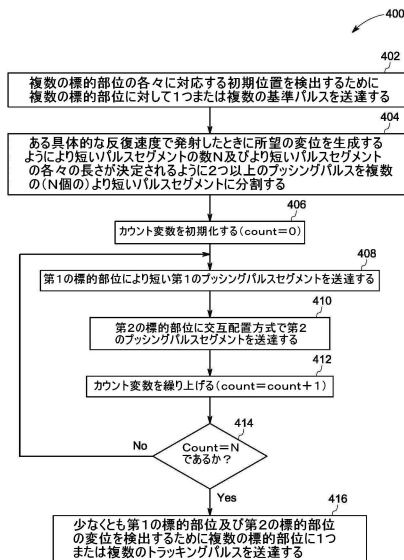 400
402
複数の標的部位の各々に対応する初期位置を検出するために
複数の標的部位に対して1つまたは複数の基準パルスを送達する
404
ある具体的な反復速度で発射したときに所望の変位を生成する
ようにより短いパルスセグメントの数N及びより短いパルスセグメント
の各々の長さが決定されるように2つ以上のプッシングパルスを複数
の(N個の)より短いパルスセグメントに分割する
406
カウント変数を初期化する(count=0)
408
第1の標的部位により短い第1のプッシングパルスセグメントを送達する
410
第2の標的部位に交互配置方式で第2
のプッシングパルスセグメントを送達する
412
カウント変数を繰り上げる(count=count+1)
414
No
Count=N
であるか?
Yes
416
少なくとも第1の標的部位及び第2の標的部位
の変位を検出するために複数の標的部位に1つ
または複数のトラッキングパルスを送達する